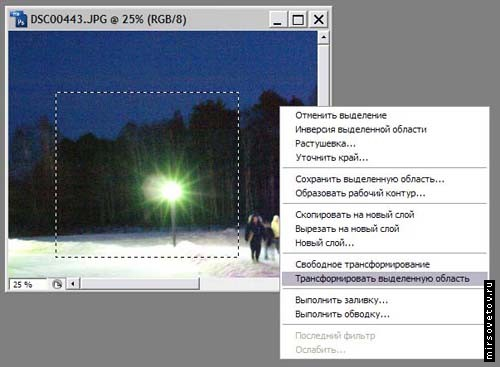 DSC00443.JPG @ 25% (RGB/8)
Отменить выделение
Инверсия выделенной области
Растушевка...
Уточнить край...
Сохранить выделенную область...
Образовать рабочий контур...
Скопировать на новый слой
Вырезать на новый слой
Новый слой...
Свободное трансформирование
Трансформировать выделенную область
Выполнить заливку...
Выполнить обводку...
Последний фильтр
Ослабить...
25 %
mirsovetov.ru